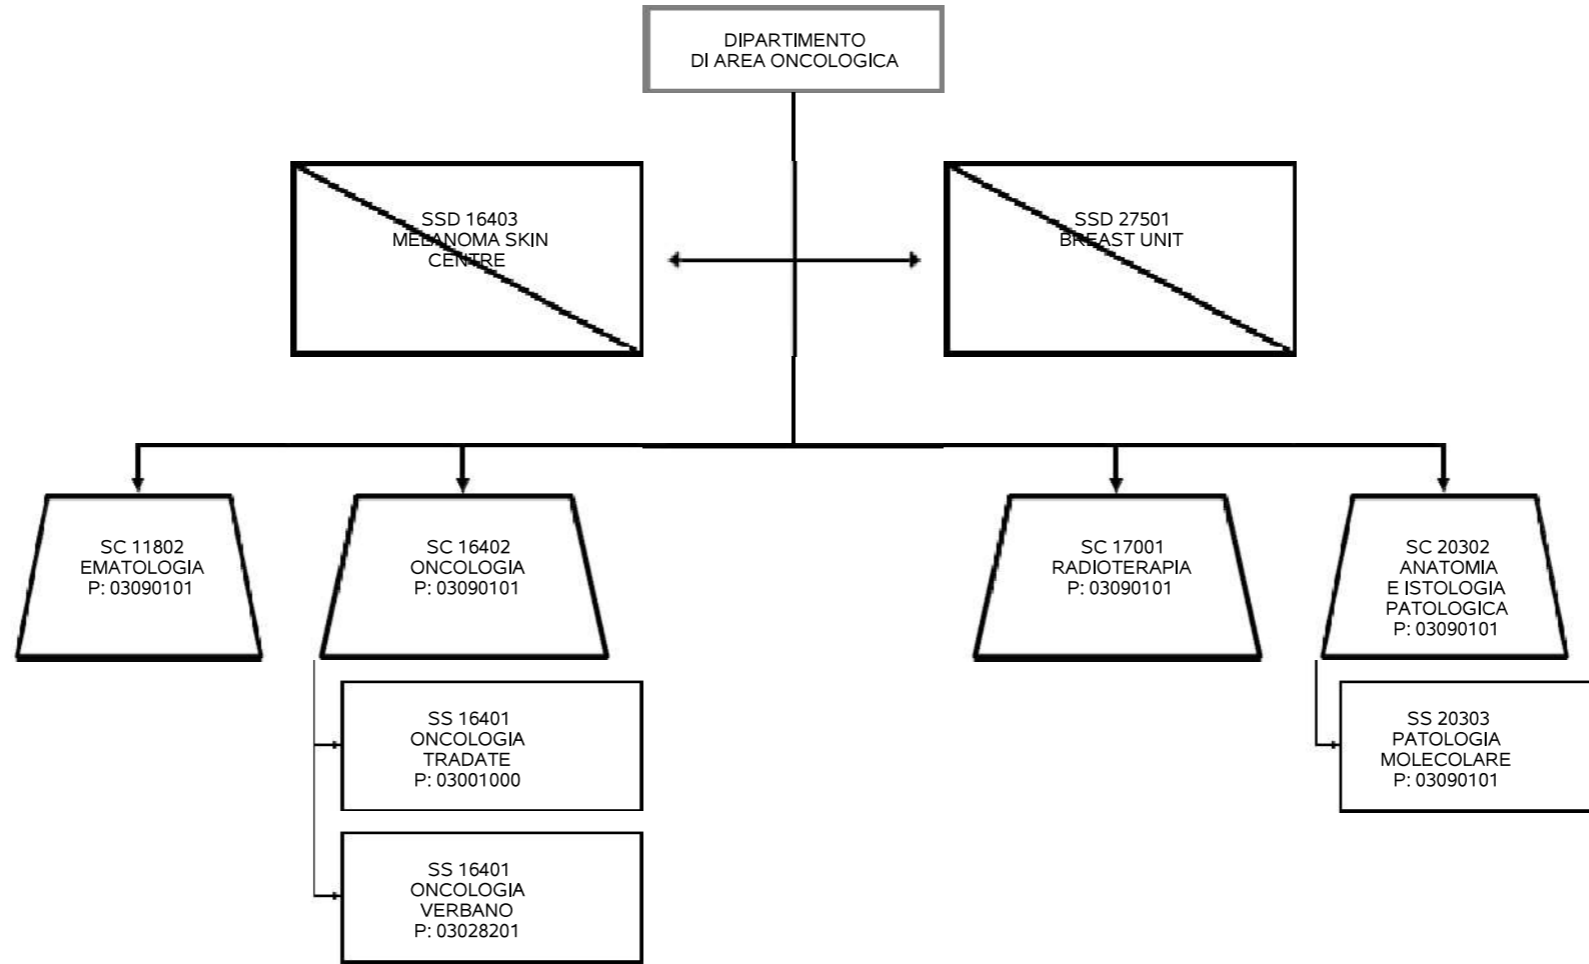 DIPARTIMENTO
DI AREA ONCOLOGICA
SSD 16403
MELANOMA SKIN
CENTRE
SSD 27501
BREAST UNIT
SC 11802
EMATOLOGIA
P: 03090101
SC 16402
ONCOLOGIA
P: 03090101
SC 17001
RADIOTERAPIA
P: 03090101
SC 20302
ANATOMIA
E ISTOLOGIA
PATOLOGICA
P: 03090101
SS 16401
ONCOLOGIA
TRADATE
P: 03001000
SS 20303
PATOLOGIA
MOLECOLARE
P: 03090101
SS 16401
ONCOLOGIA
VERBANO
P: 03028201